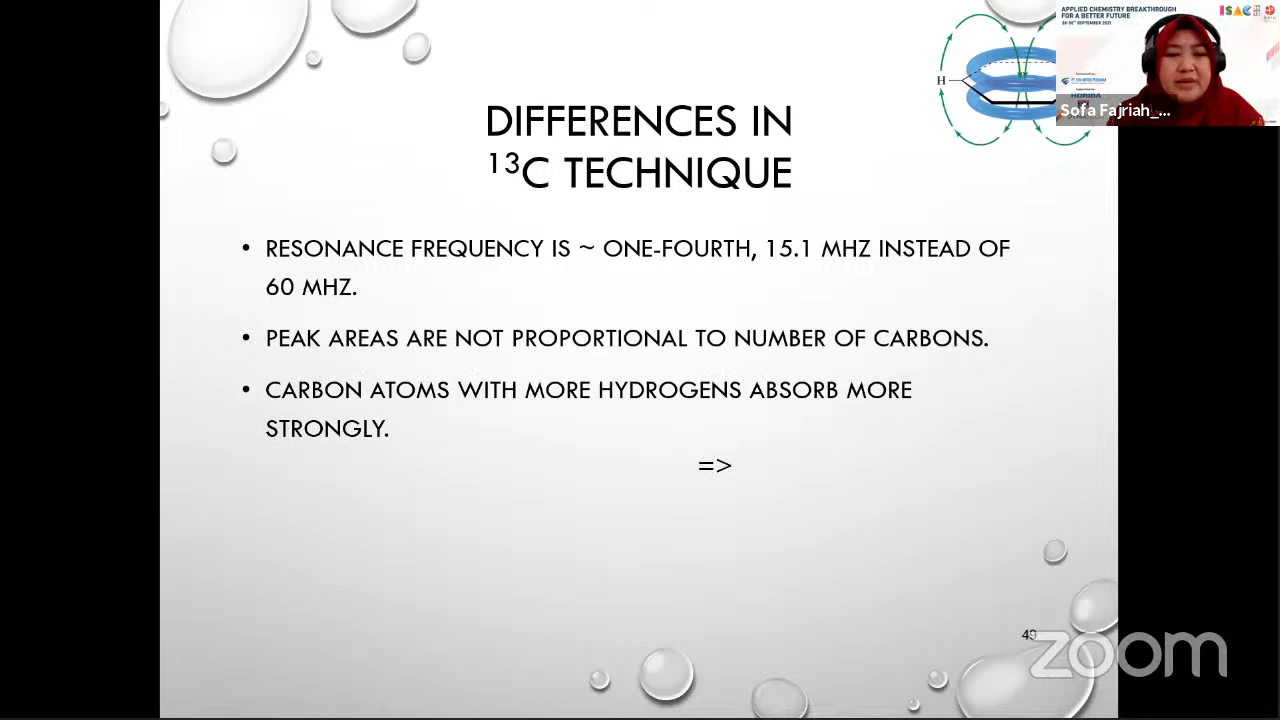 DIFFERENCES IN
¹³C TECHNIQUE
• RESONANCE FREQUENCY IS ~ ONE-FOURTH, 15.1 MHZ INSTEAD OF
60 MHZ.
• PEAK AREAS ARE NOT PROPORTIONAL TO NUMBER OF CARBONS.
• CARBON ATOMS WITH MORE HYDROGENS ABSORB MORE
STRONGLY.
=>
49
H
APPLIED CHEMISTRY BREAKTHROUGH
FOR A BETTER FUTURE
ISAC
HORIBA
Sofa Fajriah_...
zoom